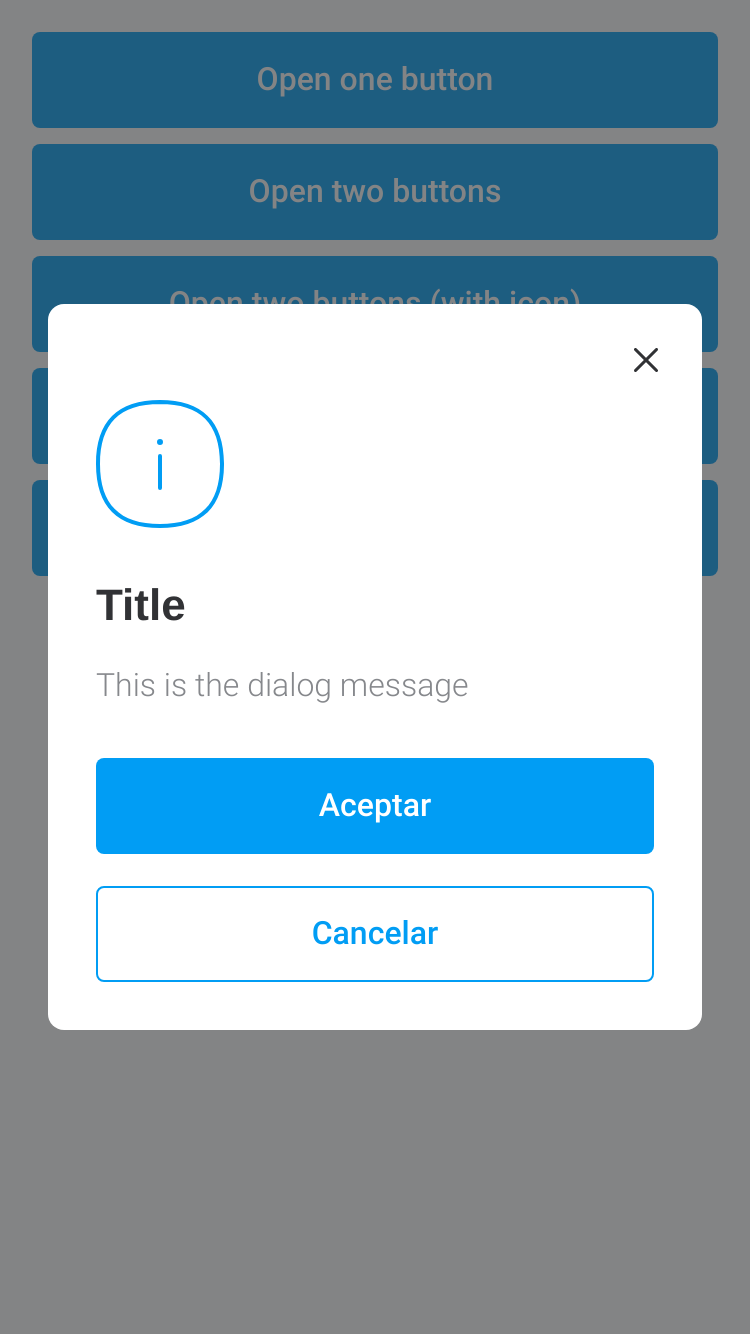 Open one button
Open two buttons
Open two buttons (with icon)
Title
This is the dialog message
Aceptar
Cancelar